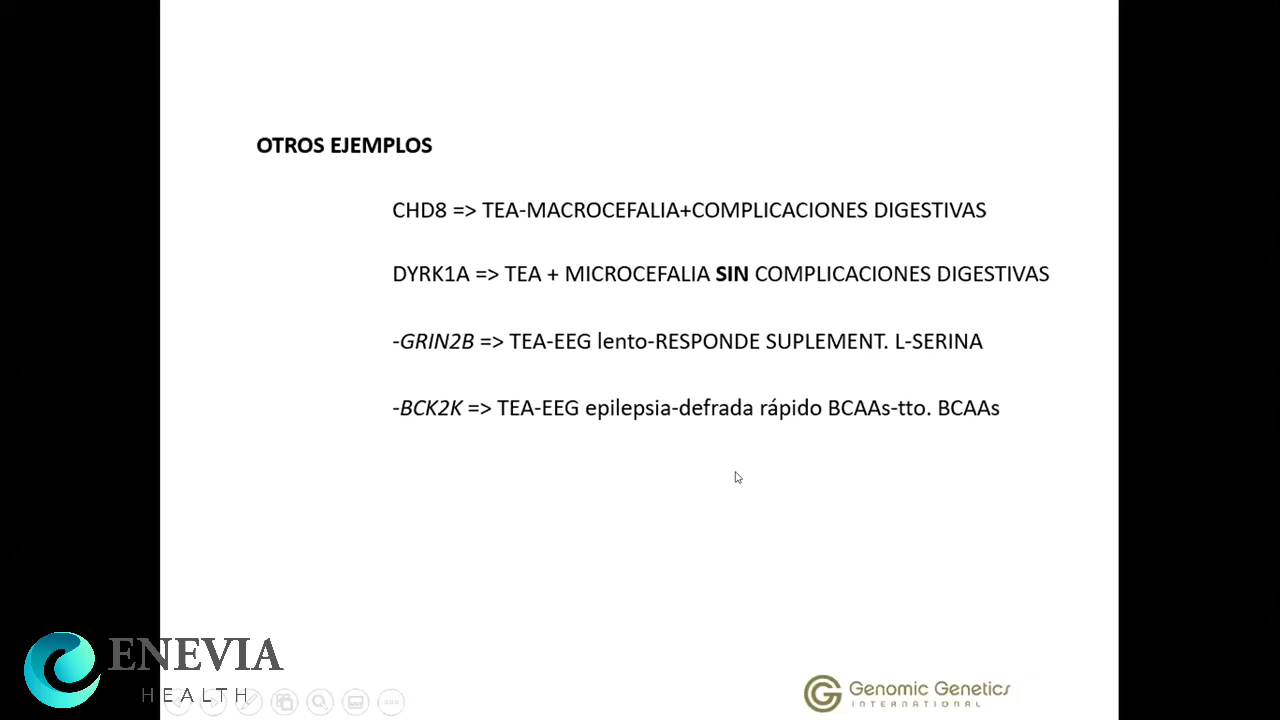 OTROS EJEMPLOS
CHD8 => TEA-MACROCEFALIA+COMPLICACIONES DIGESTIVAS
DYRK1A => TEA + MICROCEFALIA SIN COMPLICACIONES DIGESTIVAS
-GRIN2B => TEA-EEG lento-RESPONDE SUPLEMENT. L-SERINA
-BCK2K => TEA-EEG epilepsia-defrada rápido BCAAs-tto. BCAAs
ENEVIA
HEALTH
Genomic Genetics
INTERNATIONAL